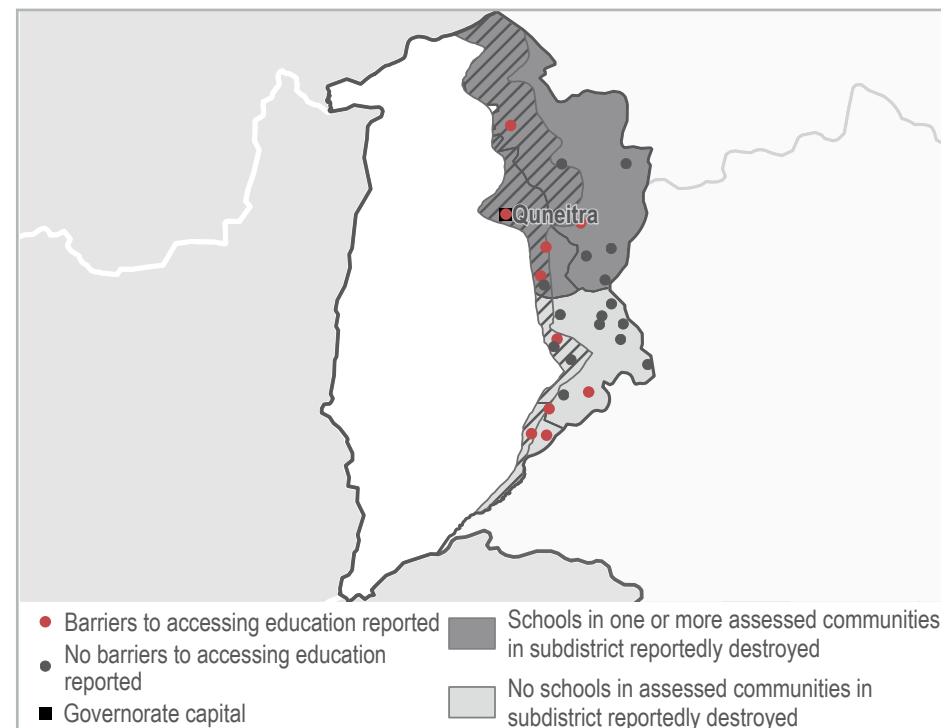 Quneitra
Barriers to accessing education reported
No barriers to accessing education
reported
Governorate capital
Schools in one or more assessed communities
in subdistrict reportedly destroyed
No schools in assessed communities in
subdistrict reportedly destroyed